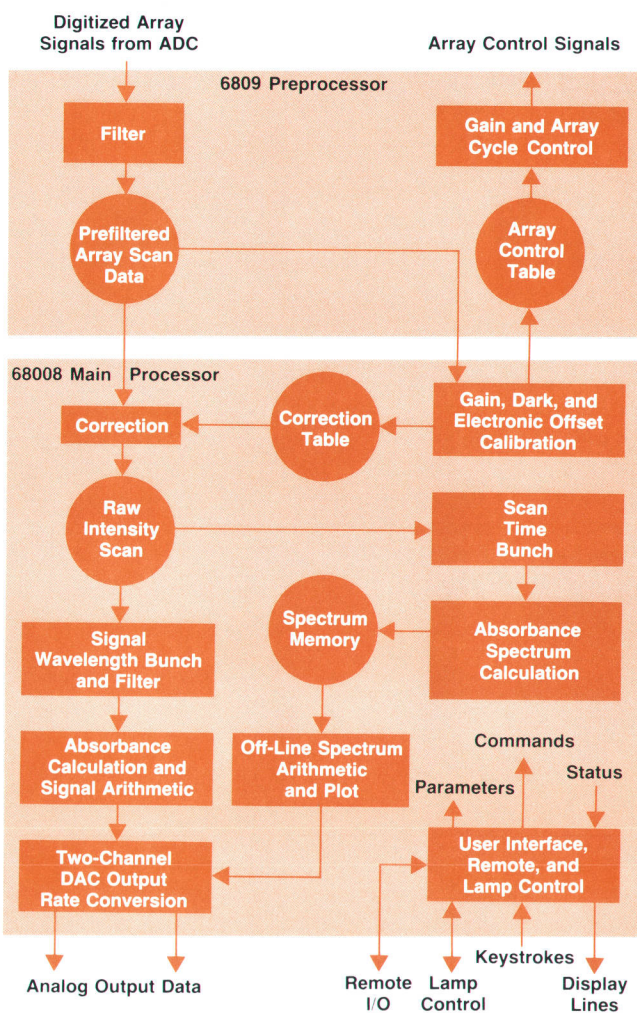 Digitized Array
Signals from ADC
Array Control Signals
6809 Preprocessor
Filter
Gain and Array
Cycle Control
Prefiltered
Array Scan
Data
Array
Control
Table
68008 Main Processor
Correction
Correction
Table
Gain, Dark, and
Electronic Offset
Calibration
Raw
Intensity
Scan
Scan
Time
Bunch
Signal
Wavelength Bunch
and Filter
Spectrum
Memory
Absorbance
Spectrum
Calculation
Absorbance
Calculation and
Signal Arithmetic
Off-Line Spectrum
Arithmetic
and Plot
Commands
Parameters
Status
Two-Channel
DAC Output
Rate Conversion
User Interface,
Remote, and
Lamp Control
Keystrokes
Analog Output Data
Remote
I/O
Lamp
Control
Display
Lines